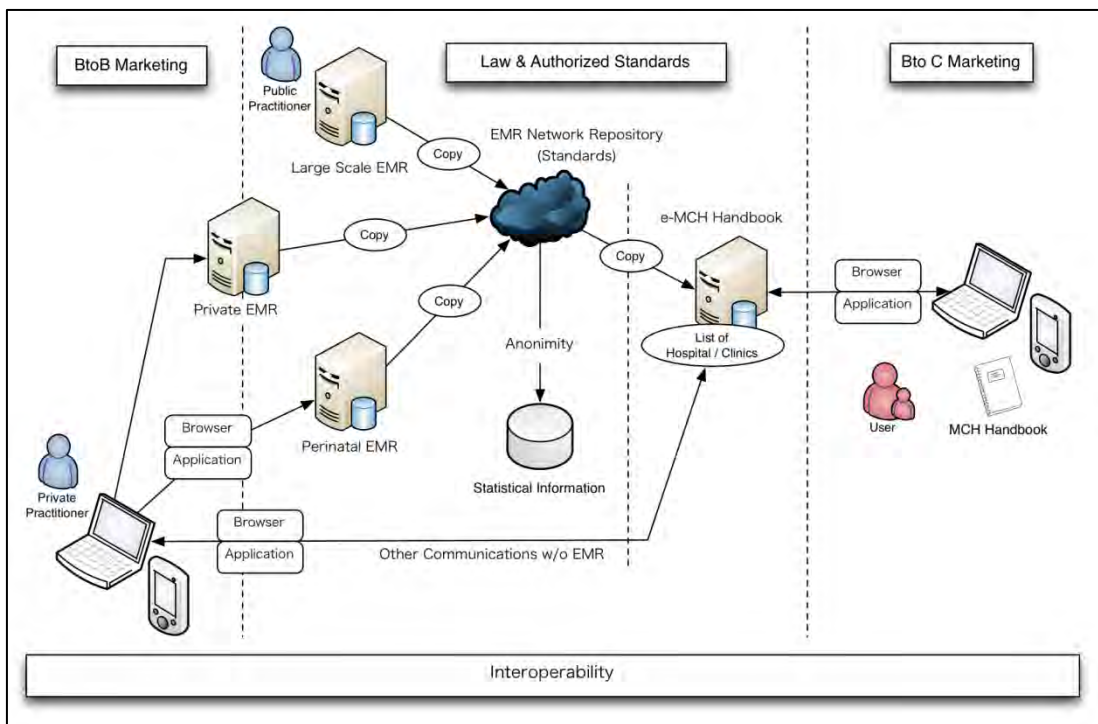 BtoB Marketing
Law & Authorized Standards
Bto C Marketing
Public
Practitioner
Large Scale EMR
Copy
EMR Network Repository
(Standards)
Private EMR
Copy
Copy
Perinatal EMR
Copy
e-MCH Handbook
List of
Hospital / Clinics
Anonimity
Statistical Information
Browser
Application
User
MCH Handbook
Private
Practitioner
Browser
Application
Browser
Application
Other Communications w/o EMR
Interoperability